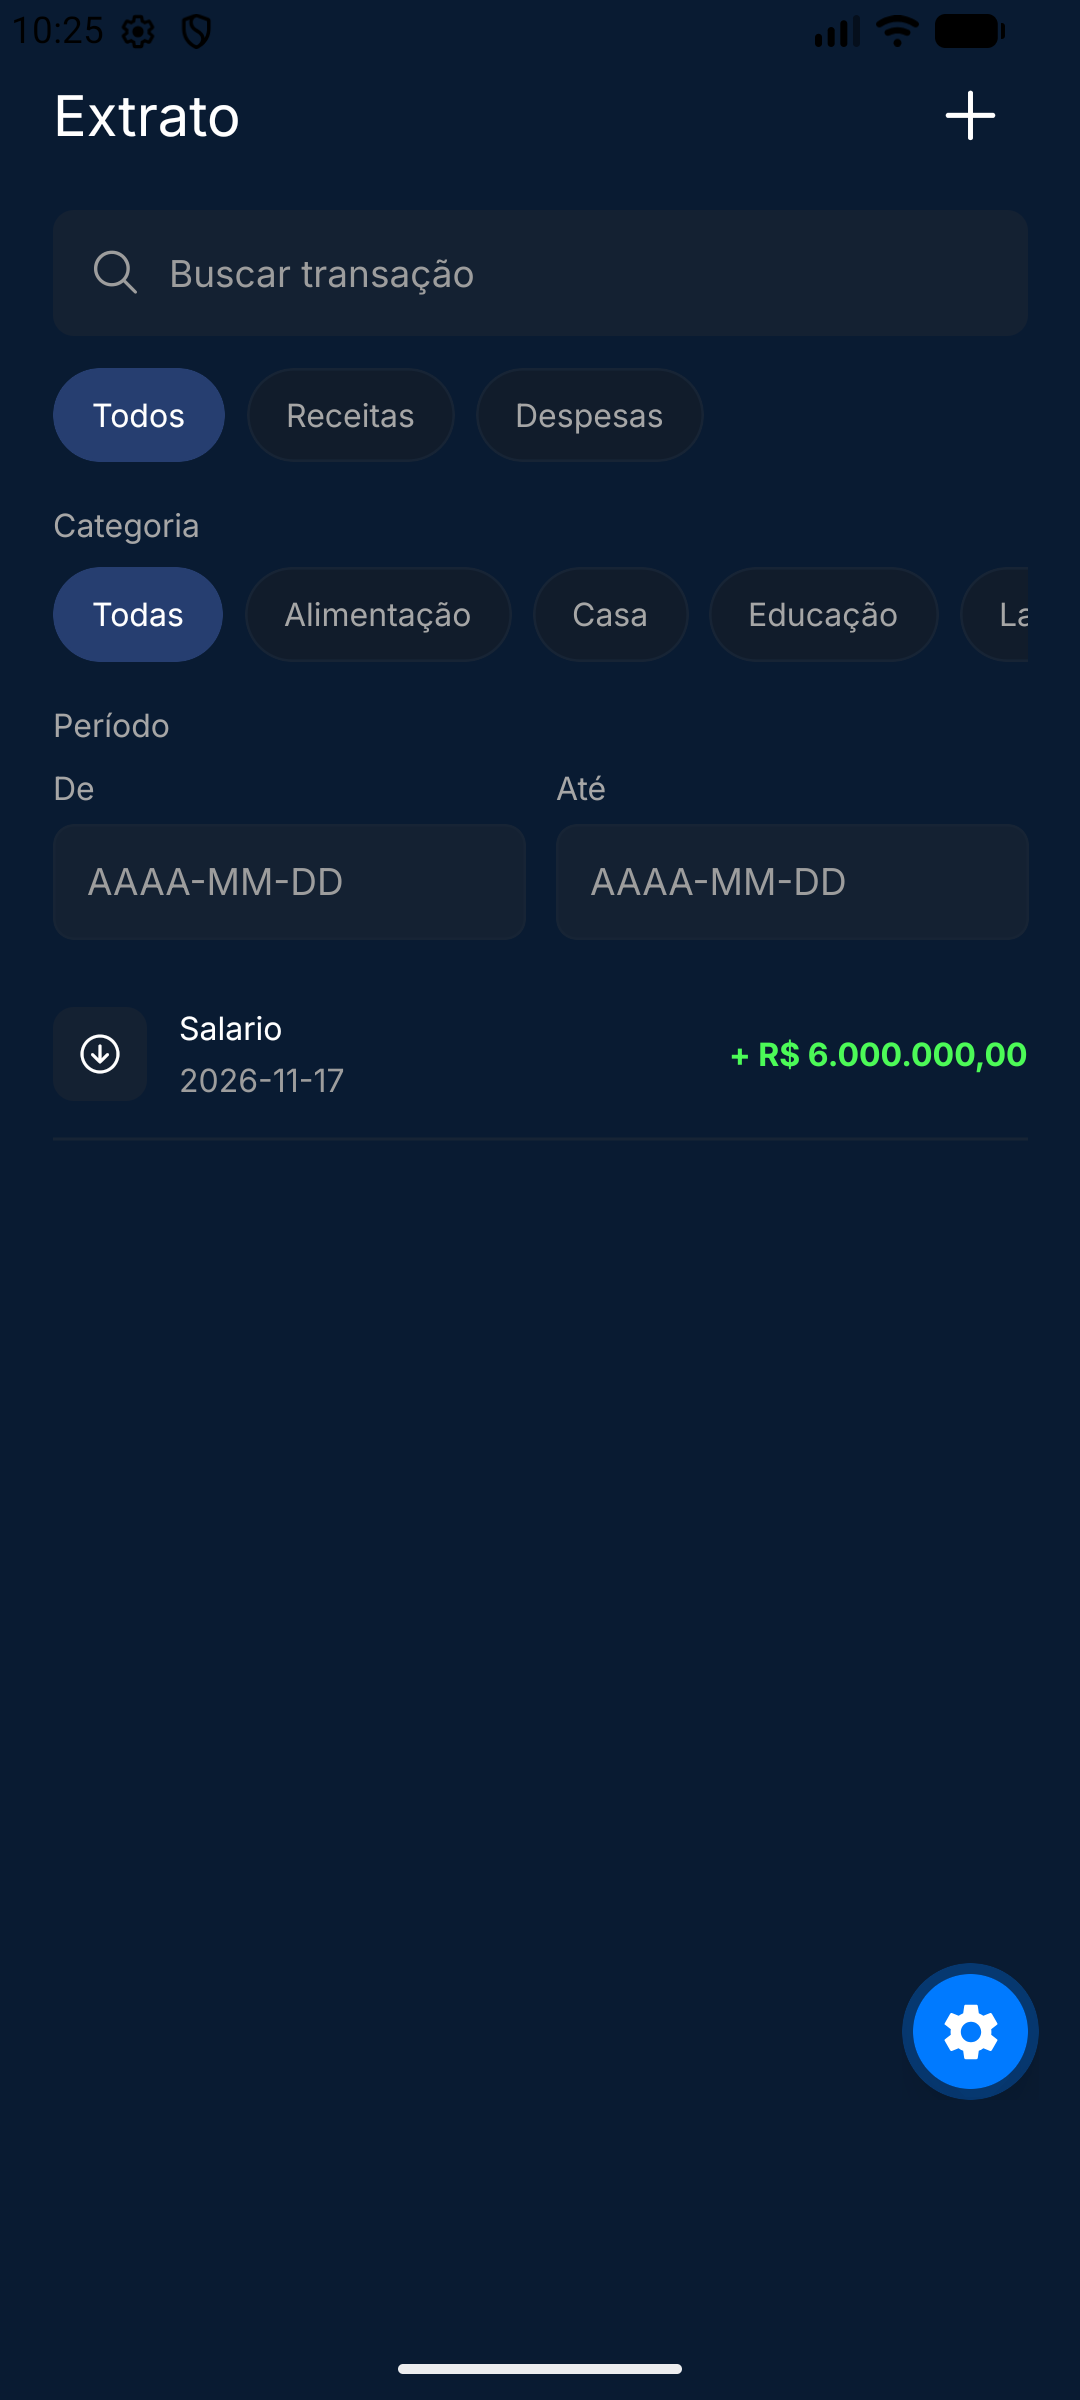 10:25
Extrato
Buscar transação
Todos Receitas Despesas
Categoria
Todas Alimentação Casa Educação La
Período
De Até
AAAA-MM-DD AAAA-MM-DD
Salario
2026-11-17
+ R$ 6.000.000,00